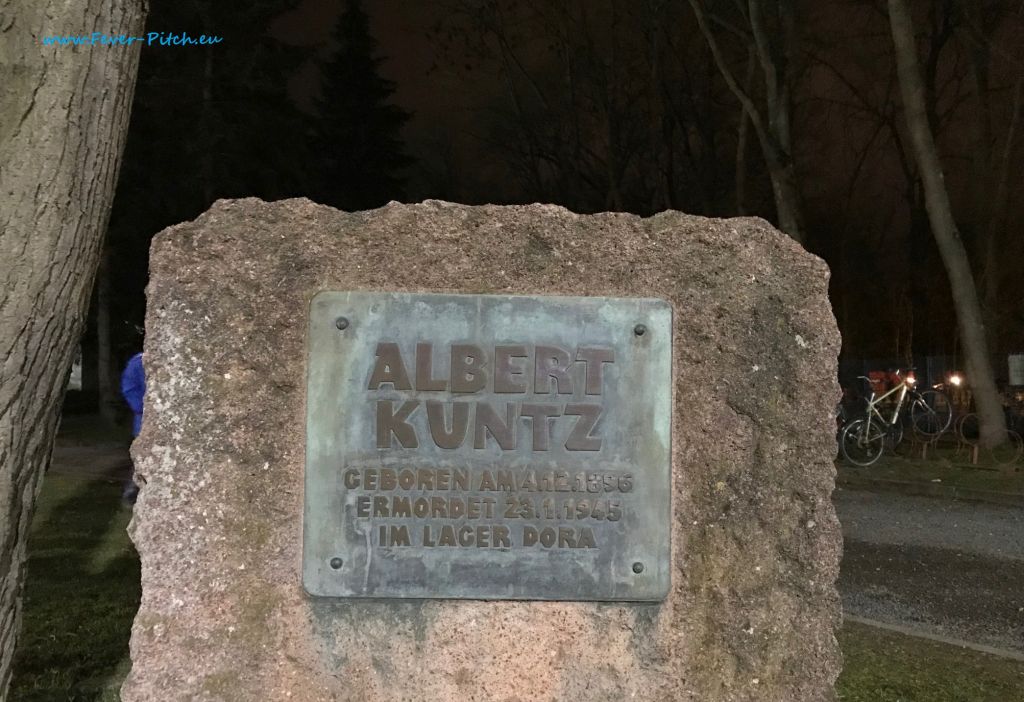 www.Fever-Pitch.eu
ALBERT
KUNTZ
GEBOREN AM 4.12.1896
ERMORDET 23.1.1945
IM LAGER DORA